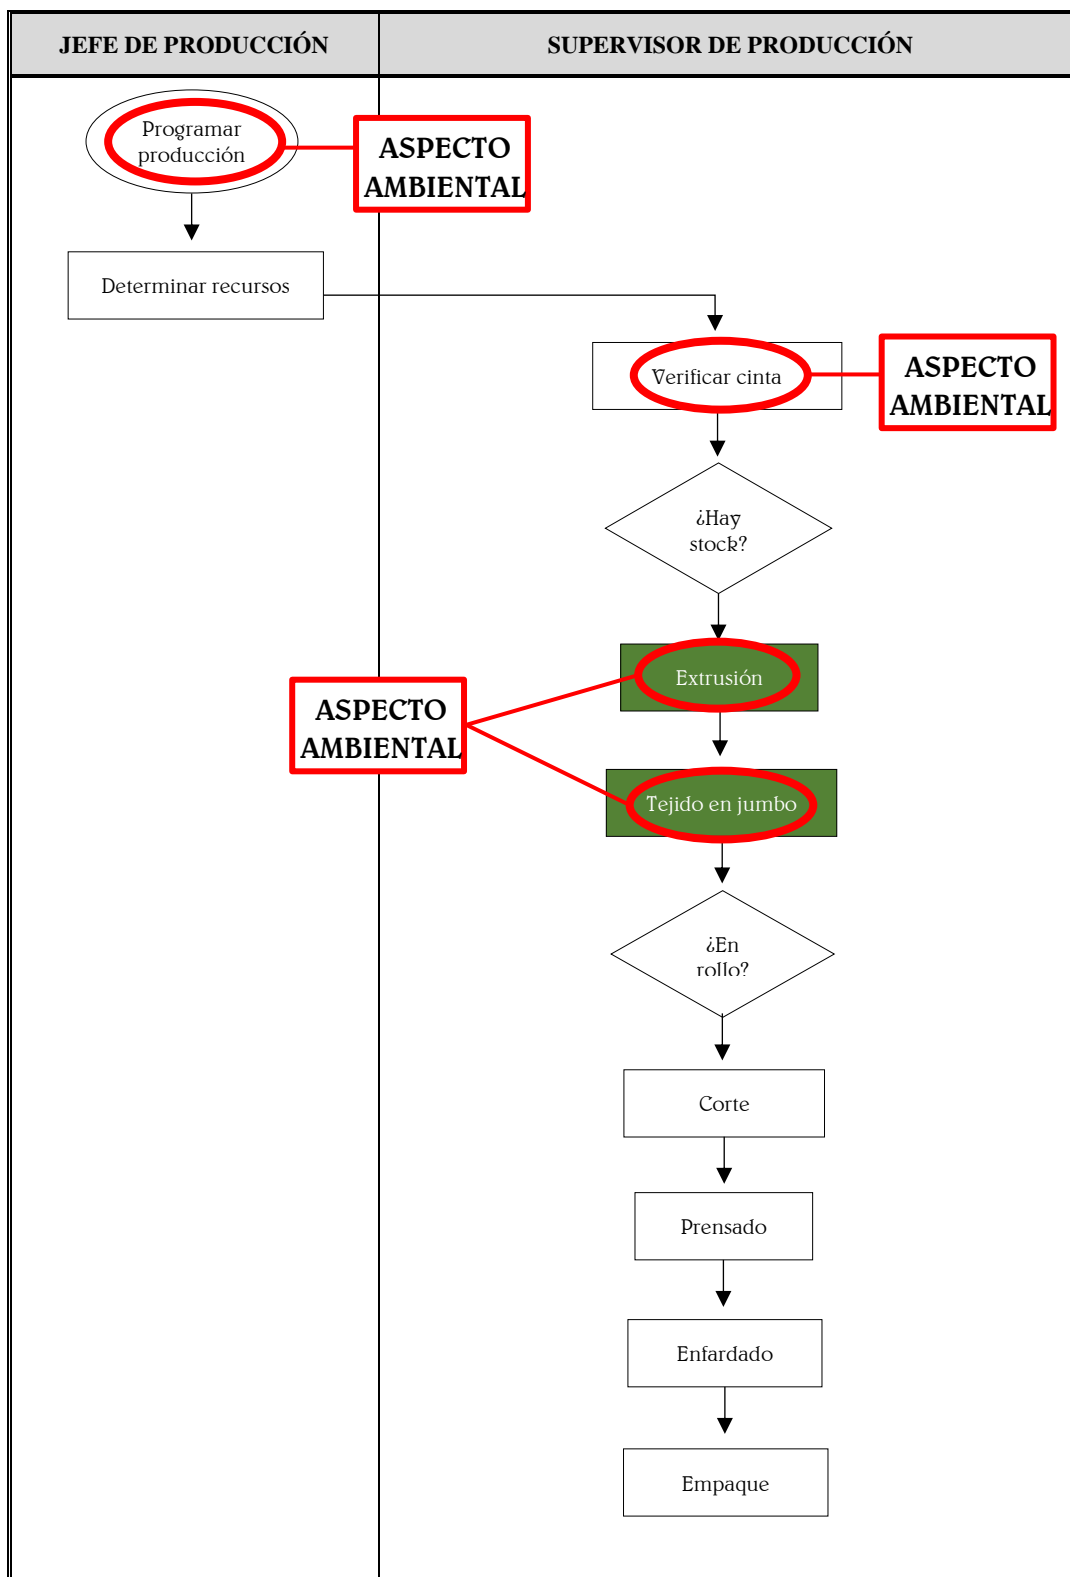 JEFE DE PRODUCCIÓN
SUPERVISOR DE PRODUCCIÓN
Programar
producción
ASPECTO
AMBIENTAL
Determinar recursos
Verificar cinta
ASPECTO
AMBIENTAL
¿Hay
stock?
Extrusión
ASPECTO
AMBIENTAL
Tejido en jumbo
¿En
rollo?
Corte
Prensado
Enfardado
Empaque